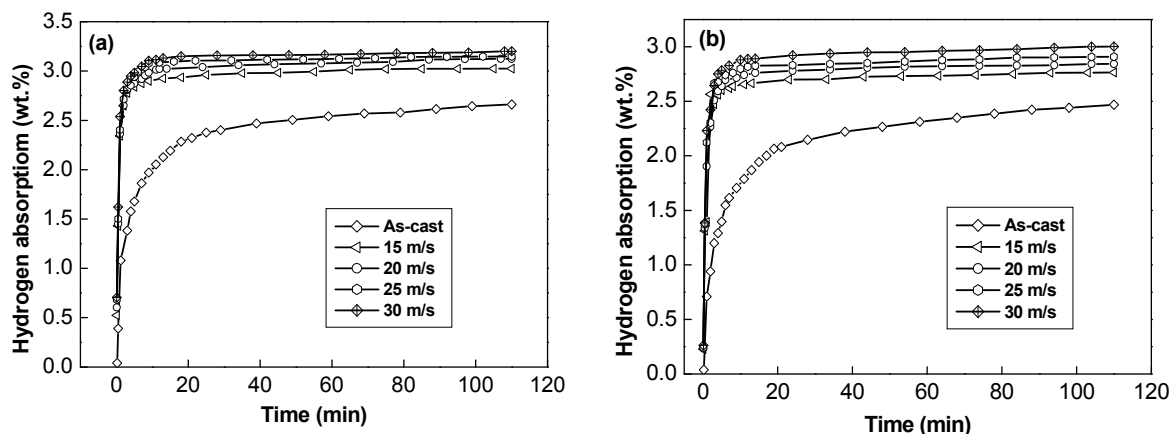 (a)
Hydrogen absorptiom (wt.%)
3.5
3.0
2.5
2.0
1.5
1.0
0.5
0.0
As-cast
15 m/s
20 m/s
25 m/s
30 m/s
0 20 40 60 80 100 120
Time (min)
(b)
Hydrogen absorption (wt.%)
3.0
2.5
2.0
1.5
1.0
0.5
0.0
As-cast
15 m/s
20 m/s
25 m/s
30 m/s
0 20 40 60 80 100 120
Time (min)